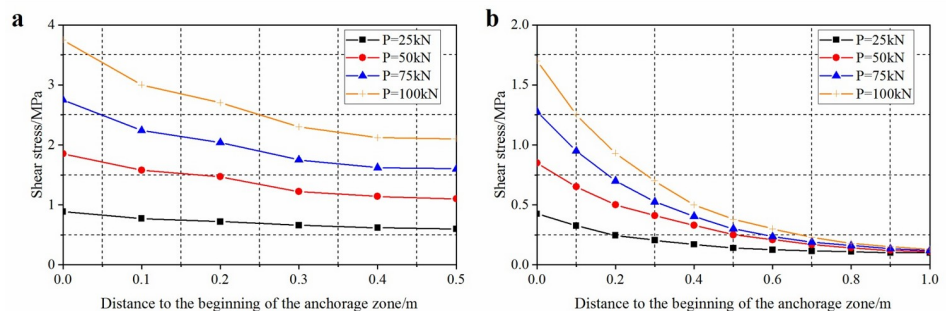 a
4
3
2
1
0
Shear stress/MPa
P=25kN
P=50kN
P=75kN
P=100kN
0.0 0.1 0.2 0.3 0.4 0.5
Distance to the beginning of the anchorage zone/m
b
2.0
1.5
1.0
0.5
0.0
Shear stress/MPa
P=25kN
P=50kN
P=75kN
P=100kN
0.0 0.2 0.4 0.6 0.8 1.0
Distance to the beginning of the anchorage zone/m